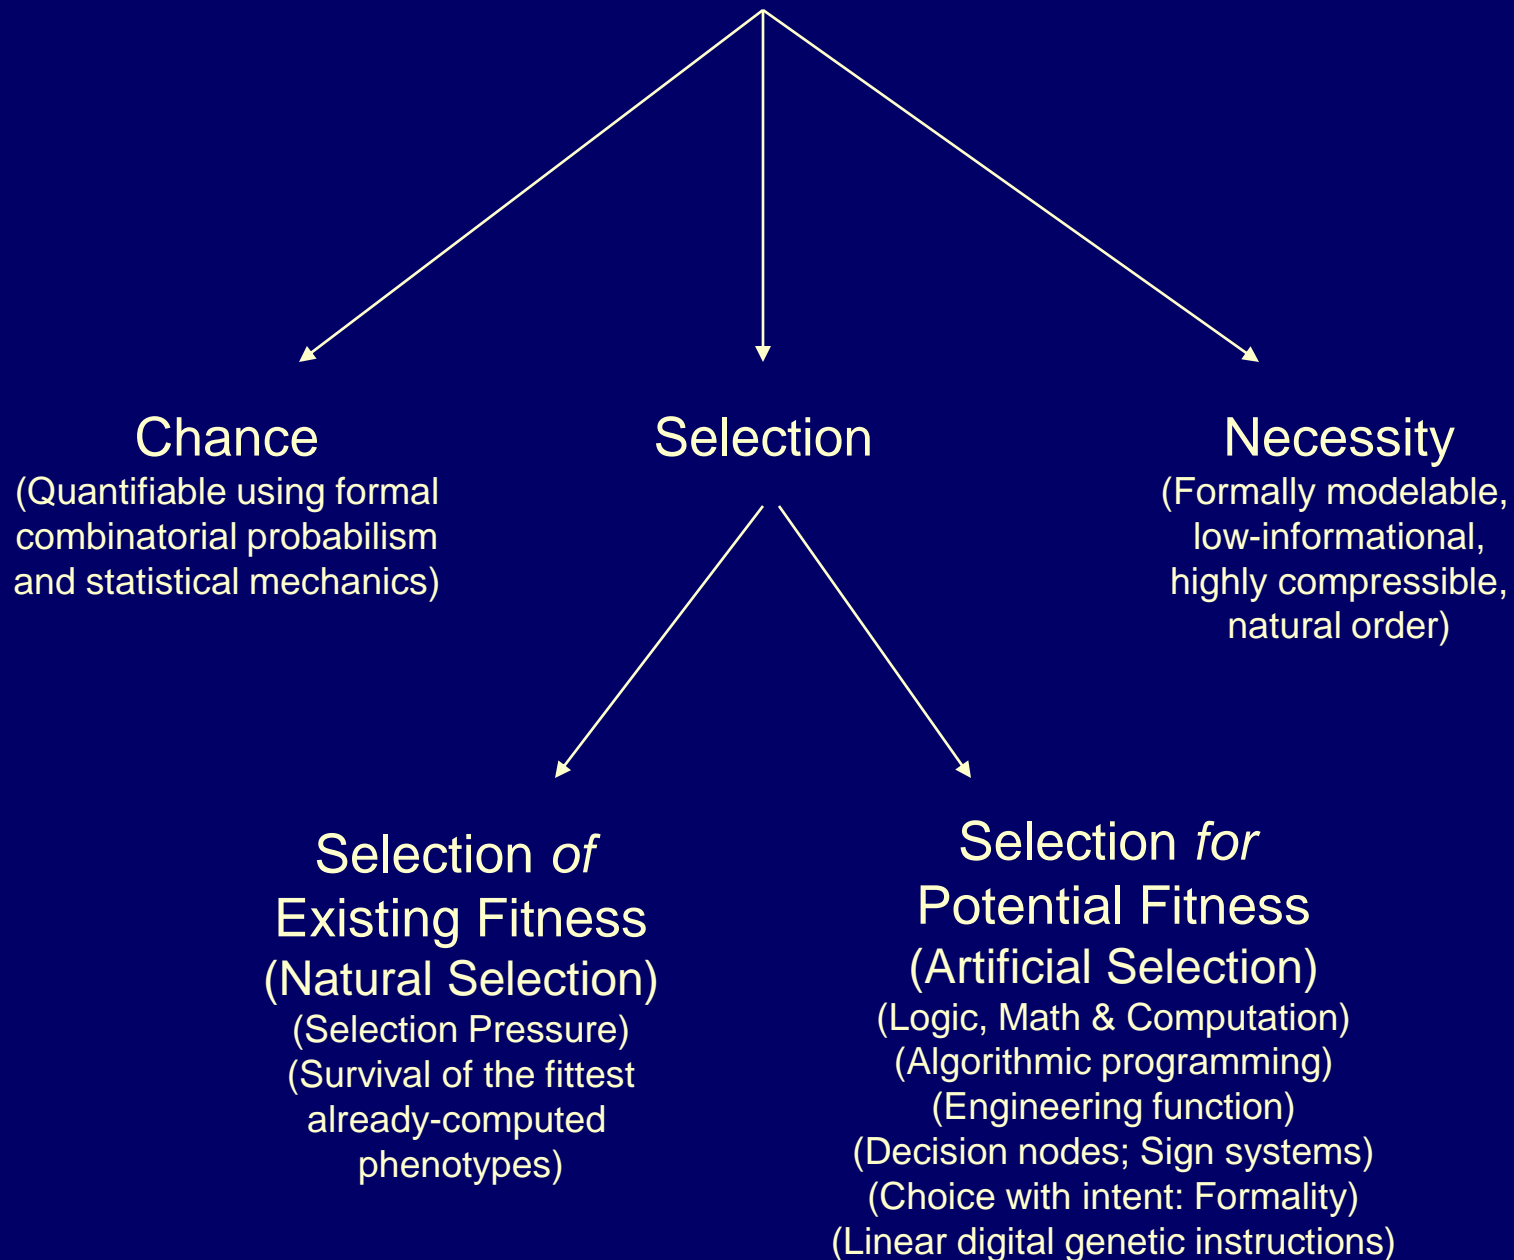 Chance
(Quantifiable using formal
combinatorial probabilism
and statistical mechanics)
Selection
Necessity
(Formally modelable,
low-informational,
highly compressible,
natural order)
Selection of
Existing Fitness
(Natural Selection)
(Selection Pressure)
(Survival of the fittest
already-computed
phenotypes)
Selection for
Potential Fitness
(Artificial Selection)
(Logic, Math & Computation)
(Algorithmic programming)
(Engineering function)
(Decision nodes; Sign systems)
(Choice with intent: Formality)
(Linear digital genetic instructions)